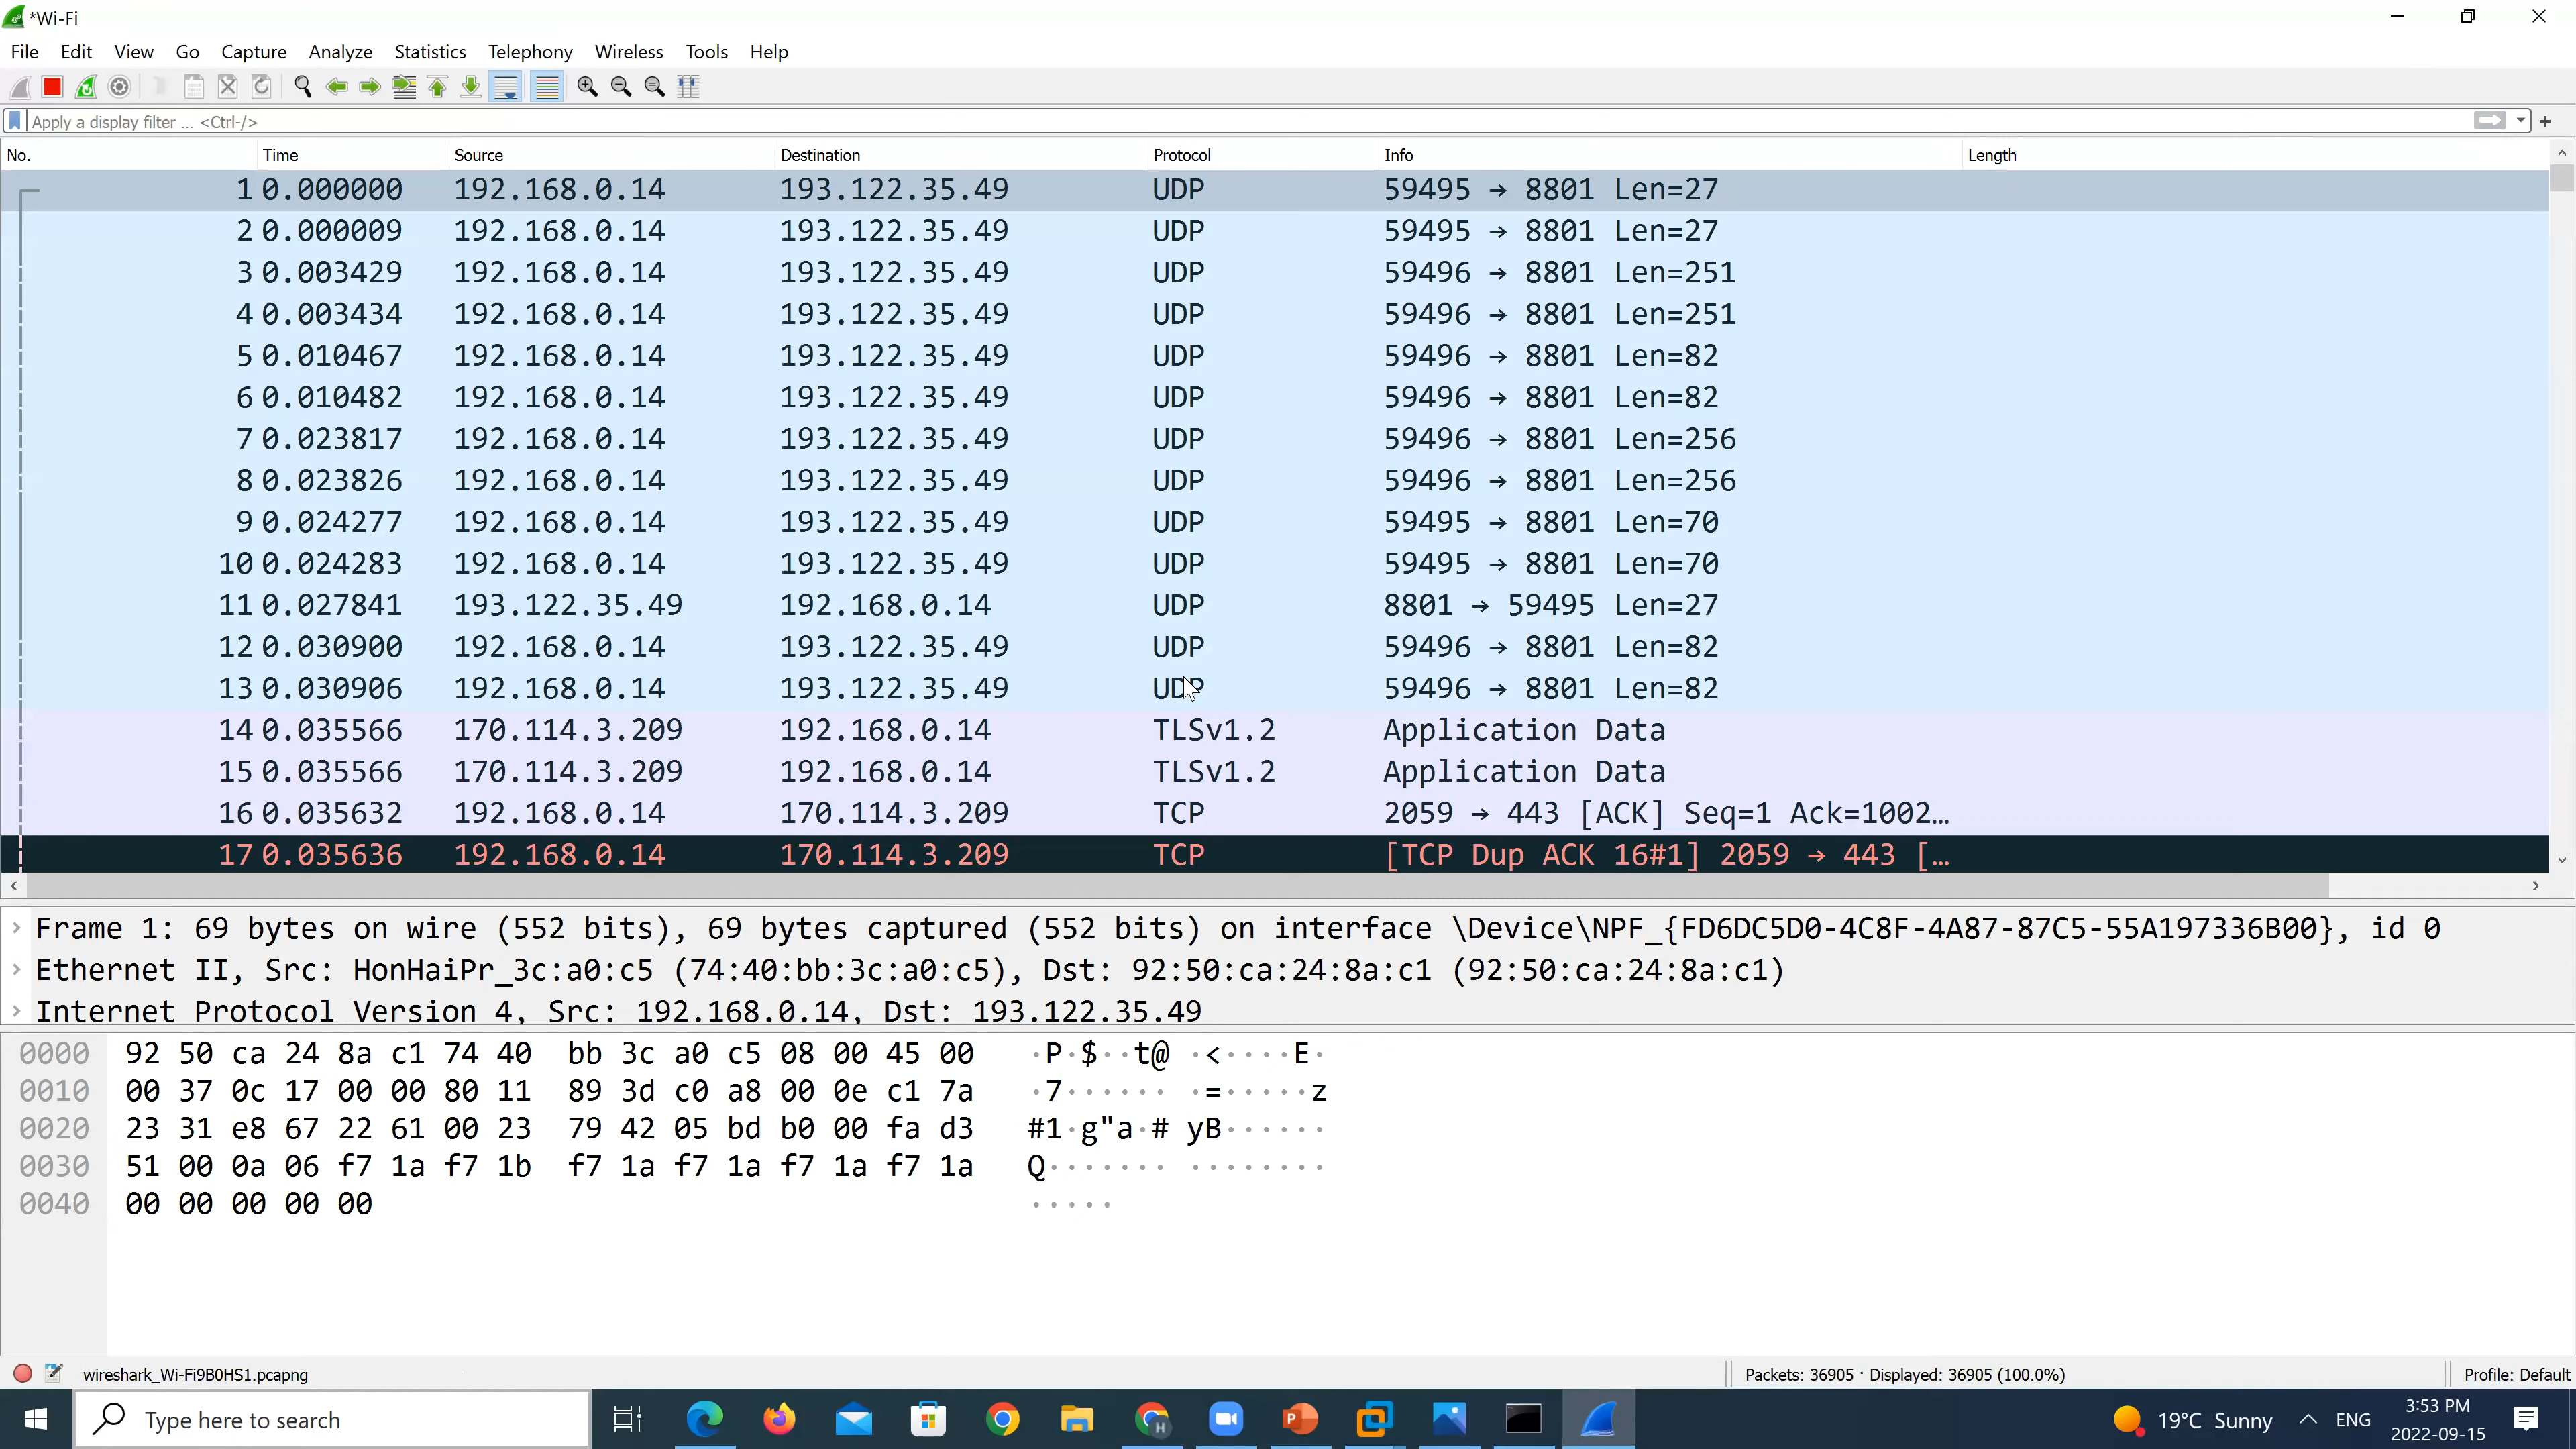 *Wi-Fi
File Edit View Go Capture Analyze Statistics Telephony Wireless Tools Help
Apply a display filter ... <Ctrl-/>
No. Time Source Destination Protocol Info Length
1 0.000000 192.168.0.14 193.122.35.49 UDP 59495 → 8801 Len=27
2 0.000009 192.168.0.14 193.122.35.49 UDP 59495 → 8801 Len=27
3 0.003429 192.168.0.14 193.122.35.49 UDP 59496 → 8801 Len=251
4 0.003434 192.168.0.14 193.122.35.49 UDP 59496 → 8801 Len=251
5 0.010467 192.168.0.14 193.122.35.49 UDP 59496 → 8801 Len=82
6 0.010482 192.168.0.14 193.122.35.49 UDP 59496 → 8801 Len=82
7 0.023817 192.168.0.14 193.122.35.49 UDP 59496 → 8801 Len=256
8 0.023826 192.168.0.14 193.122.35.49 UDP 59496 → 8801 Len=256
9 0.024277 192.168.0.14 193.122.35.49 UDP 59495 → 8801 Len=70
10 0.024283 192.168.0.14 193.122.35.49 UDP 59495 → 8801 Len=70
11 0.027841 193.122.35.49 192.168.0.14 UDP 8801 → 59495 Len=27
12 0.030900 192.168.0.14 193.122.35.49 UDP 59496 → 8801 Len=82
13 0.030906 192.168.0.14 193.122.35.49 UDP 59496 → 8801 Len=82
14 0.035566 170.114.3.209 192.168.0.14 TLSv1.2 Application Data
15 0.035566 170.114.3.209 192.168.0.14 TLSv1.2 Application Data
16 0.035632 192.168.0.14 170.114.3.209 TCP 2059 → 443 [ACK] Seq=1 Ack=1002…
17 0.035636 192.168.0.14 170.114.3.209 TCP [TCP Dup ACK 16#1] 2059 → 443 […
Frame 1: 69 bytes on wire (552 bits), 69 bytes captured (552 bits) on interface \Device\NPF_{FD6DC5D0-4C8F-4A87-87C5-55A197336B00}, id 0
Ethernet II, Src: HonHaiPr_3c:a0:c5 (74:40:bb:3c:a0:c5), Dst: 92:50:ca:24:8a:c1 (92:50:ca:24:8a:c1)
Internet Protocol Version 4, Src: 192.168.0.14, Dst: 193.122.35.49
0000 92 50 ca 24 8a c1 74 40 bb 3c a0 c5 08 00 45 00 ·P·$··t@ ·<····E·
0010 00 37 0c 17 00 00 80 11 89 3d c0 a8 00 0e c1 7a ·7······ ·=·····z
0020 23 31 e8 67 22 61 00 23 79 42 05 bd b0 00 fa d3 #1·g"a·# yB······
0030 51 00 0a 06 f7 1a f7 1b f7 1a f7 1a f7 1a f7 1a Q······· ········
0040 00 00 00 00 00 ·····
wireshark_Wi-Fi9B0HS1.pcapng Packets: 36905 · Displayed: 36905 (100.0%) Profile: Default
Type here to search 19°C Sunny ENG 3:53 PM
2022-09-15